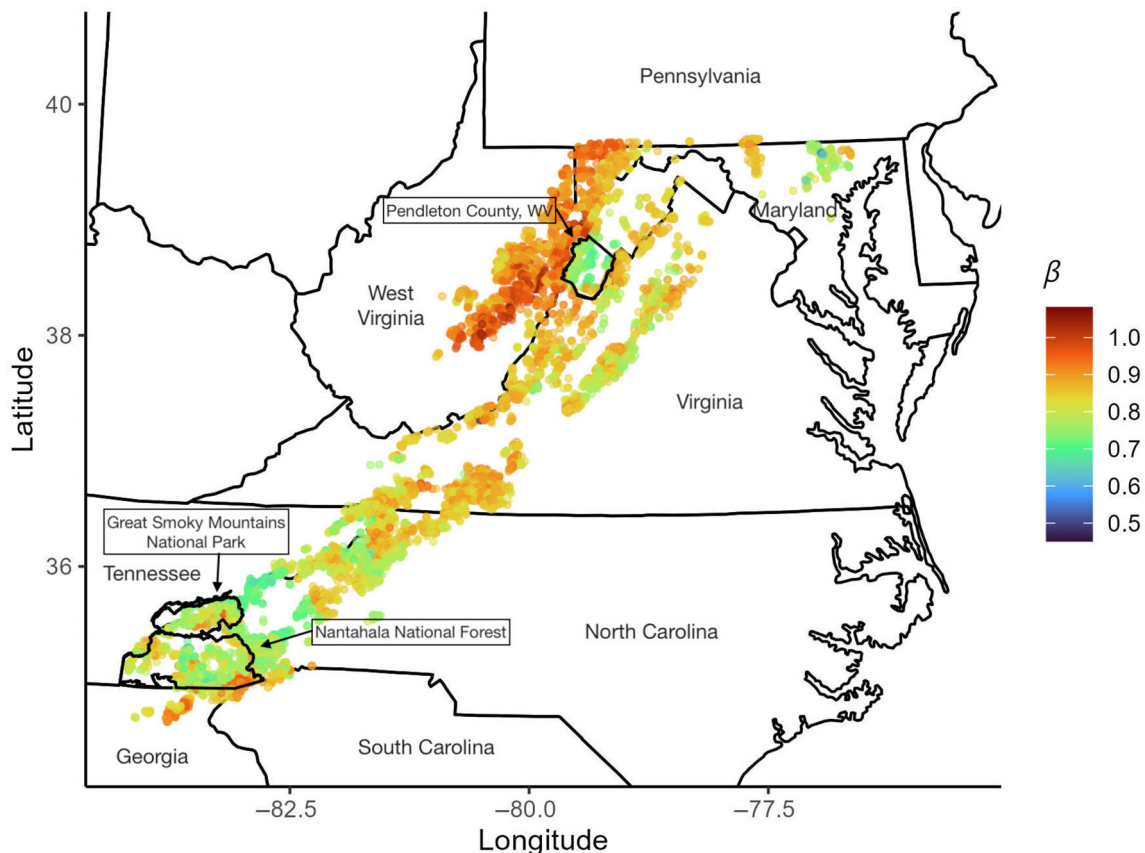 Pennsylvania
40
Pendleton County, WV
Maryland
β
West
Virginia
38
1.0
0.9
0.8
0.7
0.6
0.5
Latitude
Virginia
Great Smoky Mountains
National Park
36
Tennessee
Nantahala National Forest
North Carolina
South Carolina
Georgia
−82.5
−80.0
−77.5
Longitude